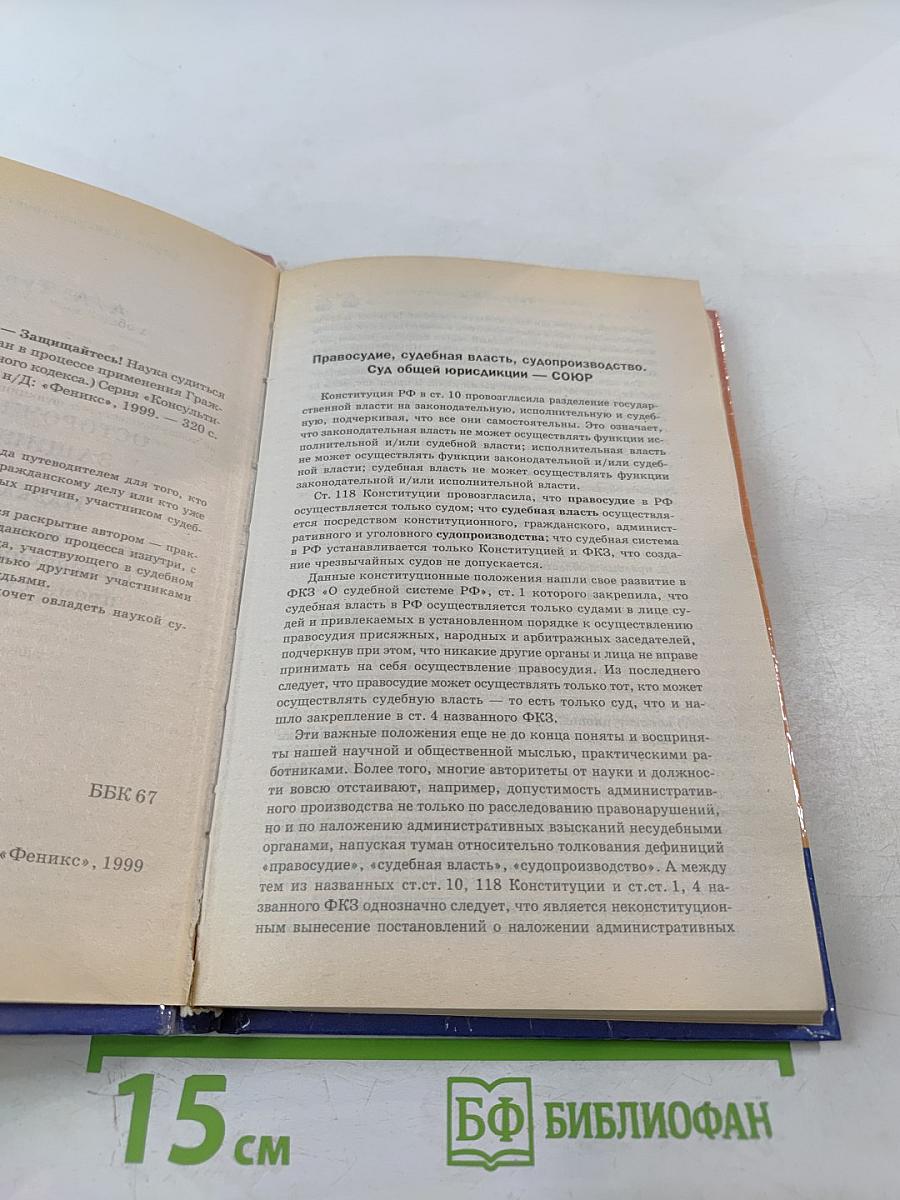 — Защищайтесь! Наука судиться
ан в процессе применения Граж-
ного кодекса.) Серия «Консульти-
н/Д: «Феникс», 1999. — 320 с.
да путеводителем для того, кто
гражданскому делу или кто уже
ых причин, участником судеб-
ся раскрытие автором — прак-
данского процесса изнутри, с
да, участвующего в судебном
лько другими участниками
дьями.
хочет овладеть наукой су-
ББК 67
«Феникс», 1999
Правосудие, судебная власть, судопроизводство.
Суд общей юрисдикции — СОЮР
Конституция РФ в ст. 10 провозгласила разделение государ-
ственной власти на законодательную, исполнительную и судеб-
ную, подчеркивая, что все они самостоятельны. Это означает,
что законодательная власть не может осуществлять функции ис-
полнительной и/или судебной власти; исполнительная власть
не может осуществлять функции законодательной и/или судеб-
ной власти; судебная власть не может осуществлять функции
законодательной и/или исполнительной власти.
Ст. 118 Конституции провозгласила, что правосудие в РФ
осуществляется только судом; что судебная власть осуществля-
ется посредством конституционного, гражданского, админист-
ративного и уголовного судопроизводства; что судебная система
в РФ устанавливается только Конституцией и ФКЗ, что созда-
ние чрезвычайных судов не допускается.
Данные конституционные положения нашли свое развитие в
ФКЗ «О судебной системе РФ», ст. 1 которого закрепила, что
судебная власть в РФ осуществляется только судами в лице су-
дей и привлекаемых в установленном порядке к осуществлению
правосудия присяжных, народных и арбитражных заседателей,
подчеркнув при этом, что никакие другие органы и лица не вправе
принимать на себя осуществление правосудия. Из последнего
следует, что правосудие может осуществлять только тот, кто может
осуществлять судебную власть — то есть только суд, что и на-
шло закрепление в ст. 4 названного ФКЗ.
Эти важные положения еще не до конца поняты и восприня-
ты нашей научной и общественной мыслью, практическими ра-
ботниками. Более того, многие авторитеты от науки и должнос-
ти вовсю отстаивают, например, допустимость административ-
ного производства не только по расследованию правонарушений,
но и по наложению административных взысканий несудебными
органами, напуская туман относительно толкования дефиниций
«правосудие», «судебная власть», «судопроизводство». А между
тем из названных ст.ст. 10, 118 Конституции и ст.ст. 1, 4 на-
званного ФКЗ однозначно следует, что является неконституцион-
ным вынесение постановлений о наложении административных
15 см
БФ БИБЛИОФАН